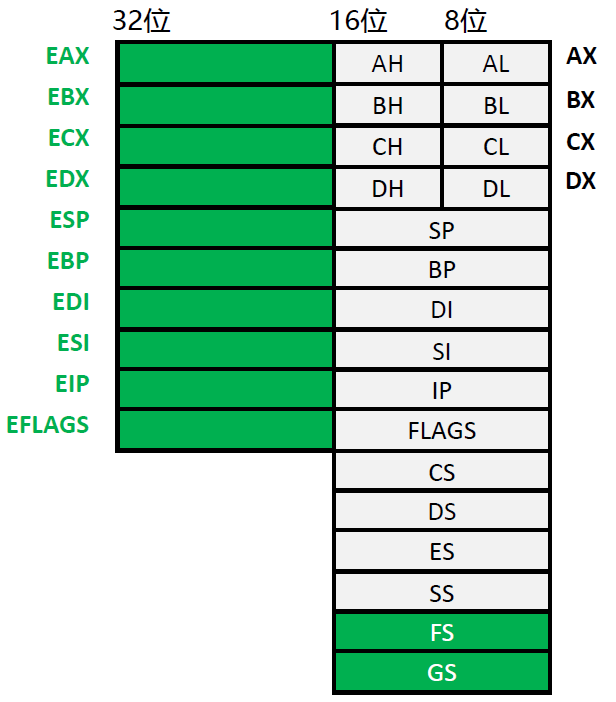 32位 16位 8位
EAX AH AL AX
EBX BH BL BX
ECX CH CL CX
EDX DH DL DX
ESP SP
EBP BP
EDI DI
ESI SI
EIP IP
EFLAGS FLAGS
CS
DS
ES
SS
FS
GS